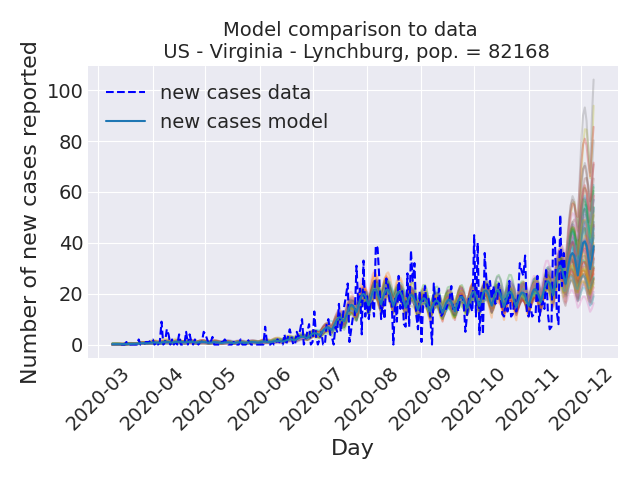 Model comparison to data
US - Virginia - Lynchburg, pop. = 82168
Number of new cases reported
100
80
60
40
20
0
new cases data
new cases model
2020-03
2020-04
2020-05
2020-06
2020-07
2020-08
2020-09
2020-10
2020-11
2020-12
Day